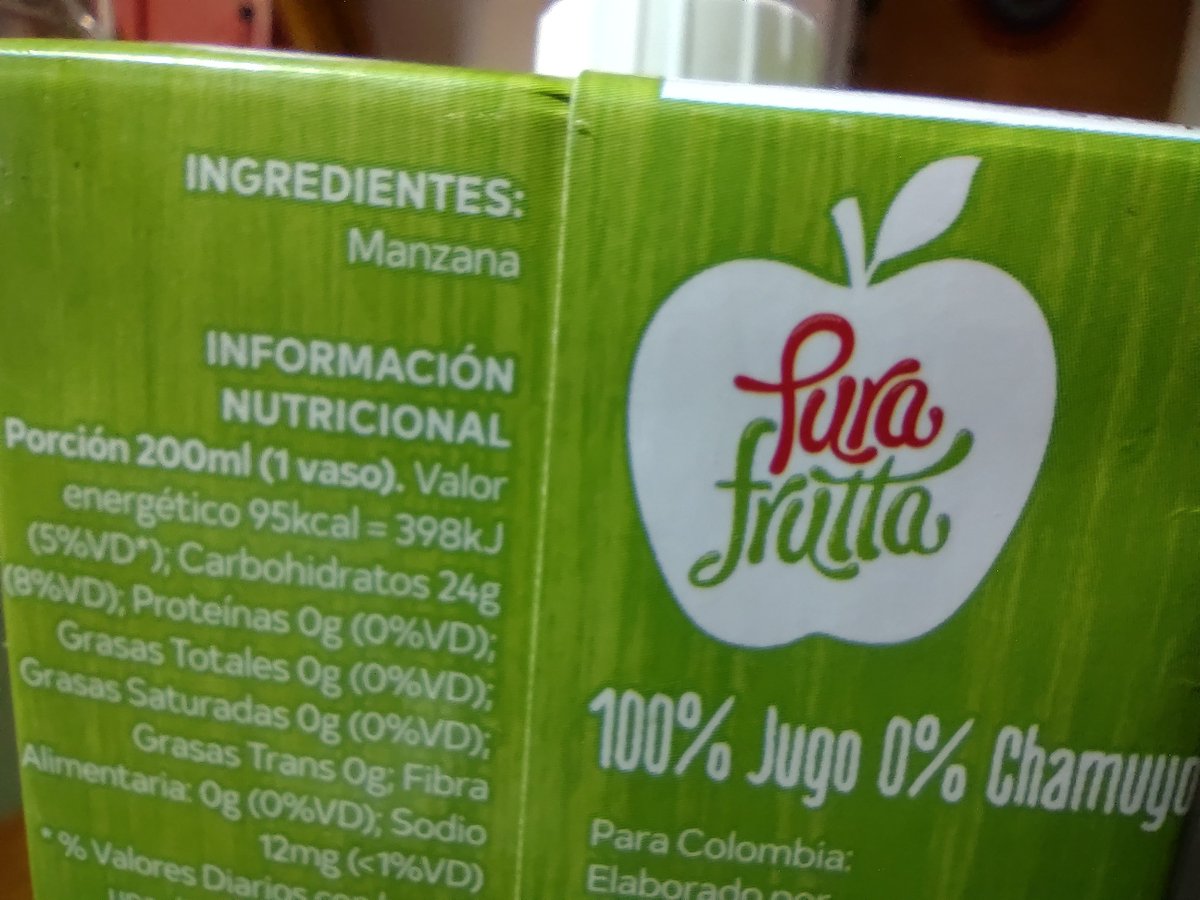 INGREDIENTES:
Manzana
INFORMACIÓN
NUTRICIONAL
Porción 200ml (1 vaso). Valor
energético 95kcal = 398kJ
(5%VD*); Carbohidratos 24g
(8%VD); Proteínas 0g (0%VD);
Grasas Totales 0g (0%VD);
Grasas Saturadas 0g (0%VD);
Grasas Trans 0g; Fibra
Alimentaria: 0g (0%VD); Sodio
12mg (<1%VD)
* % Valores Diarios con
Pura
frutta
100% Jugo 0% Chamuyo
Para Colombia:
Elaborado por